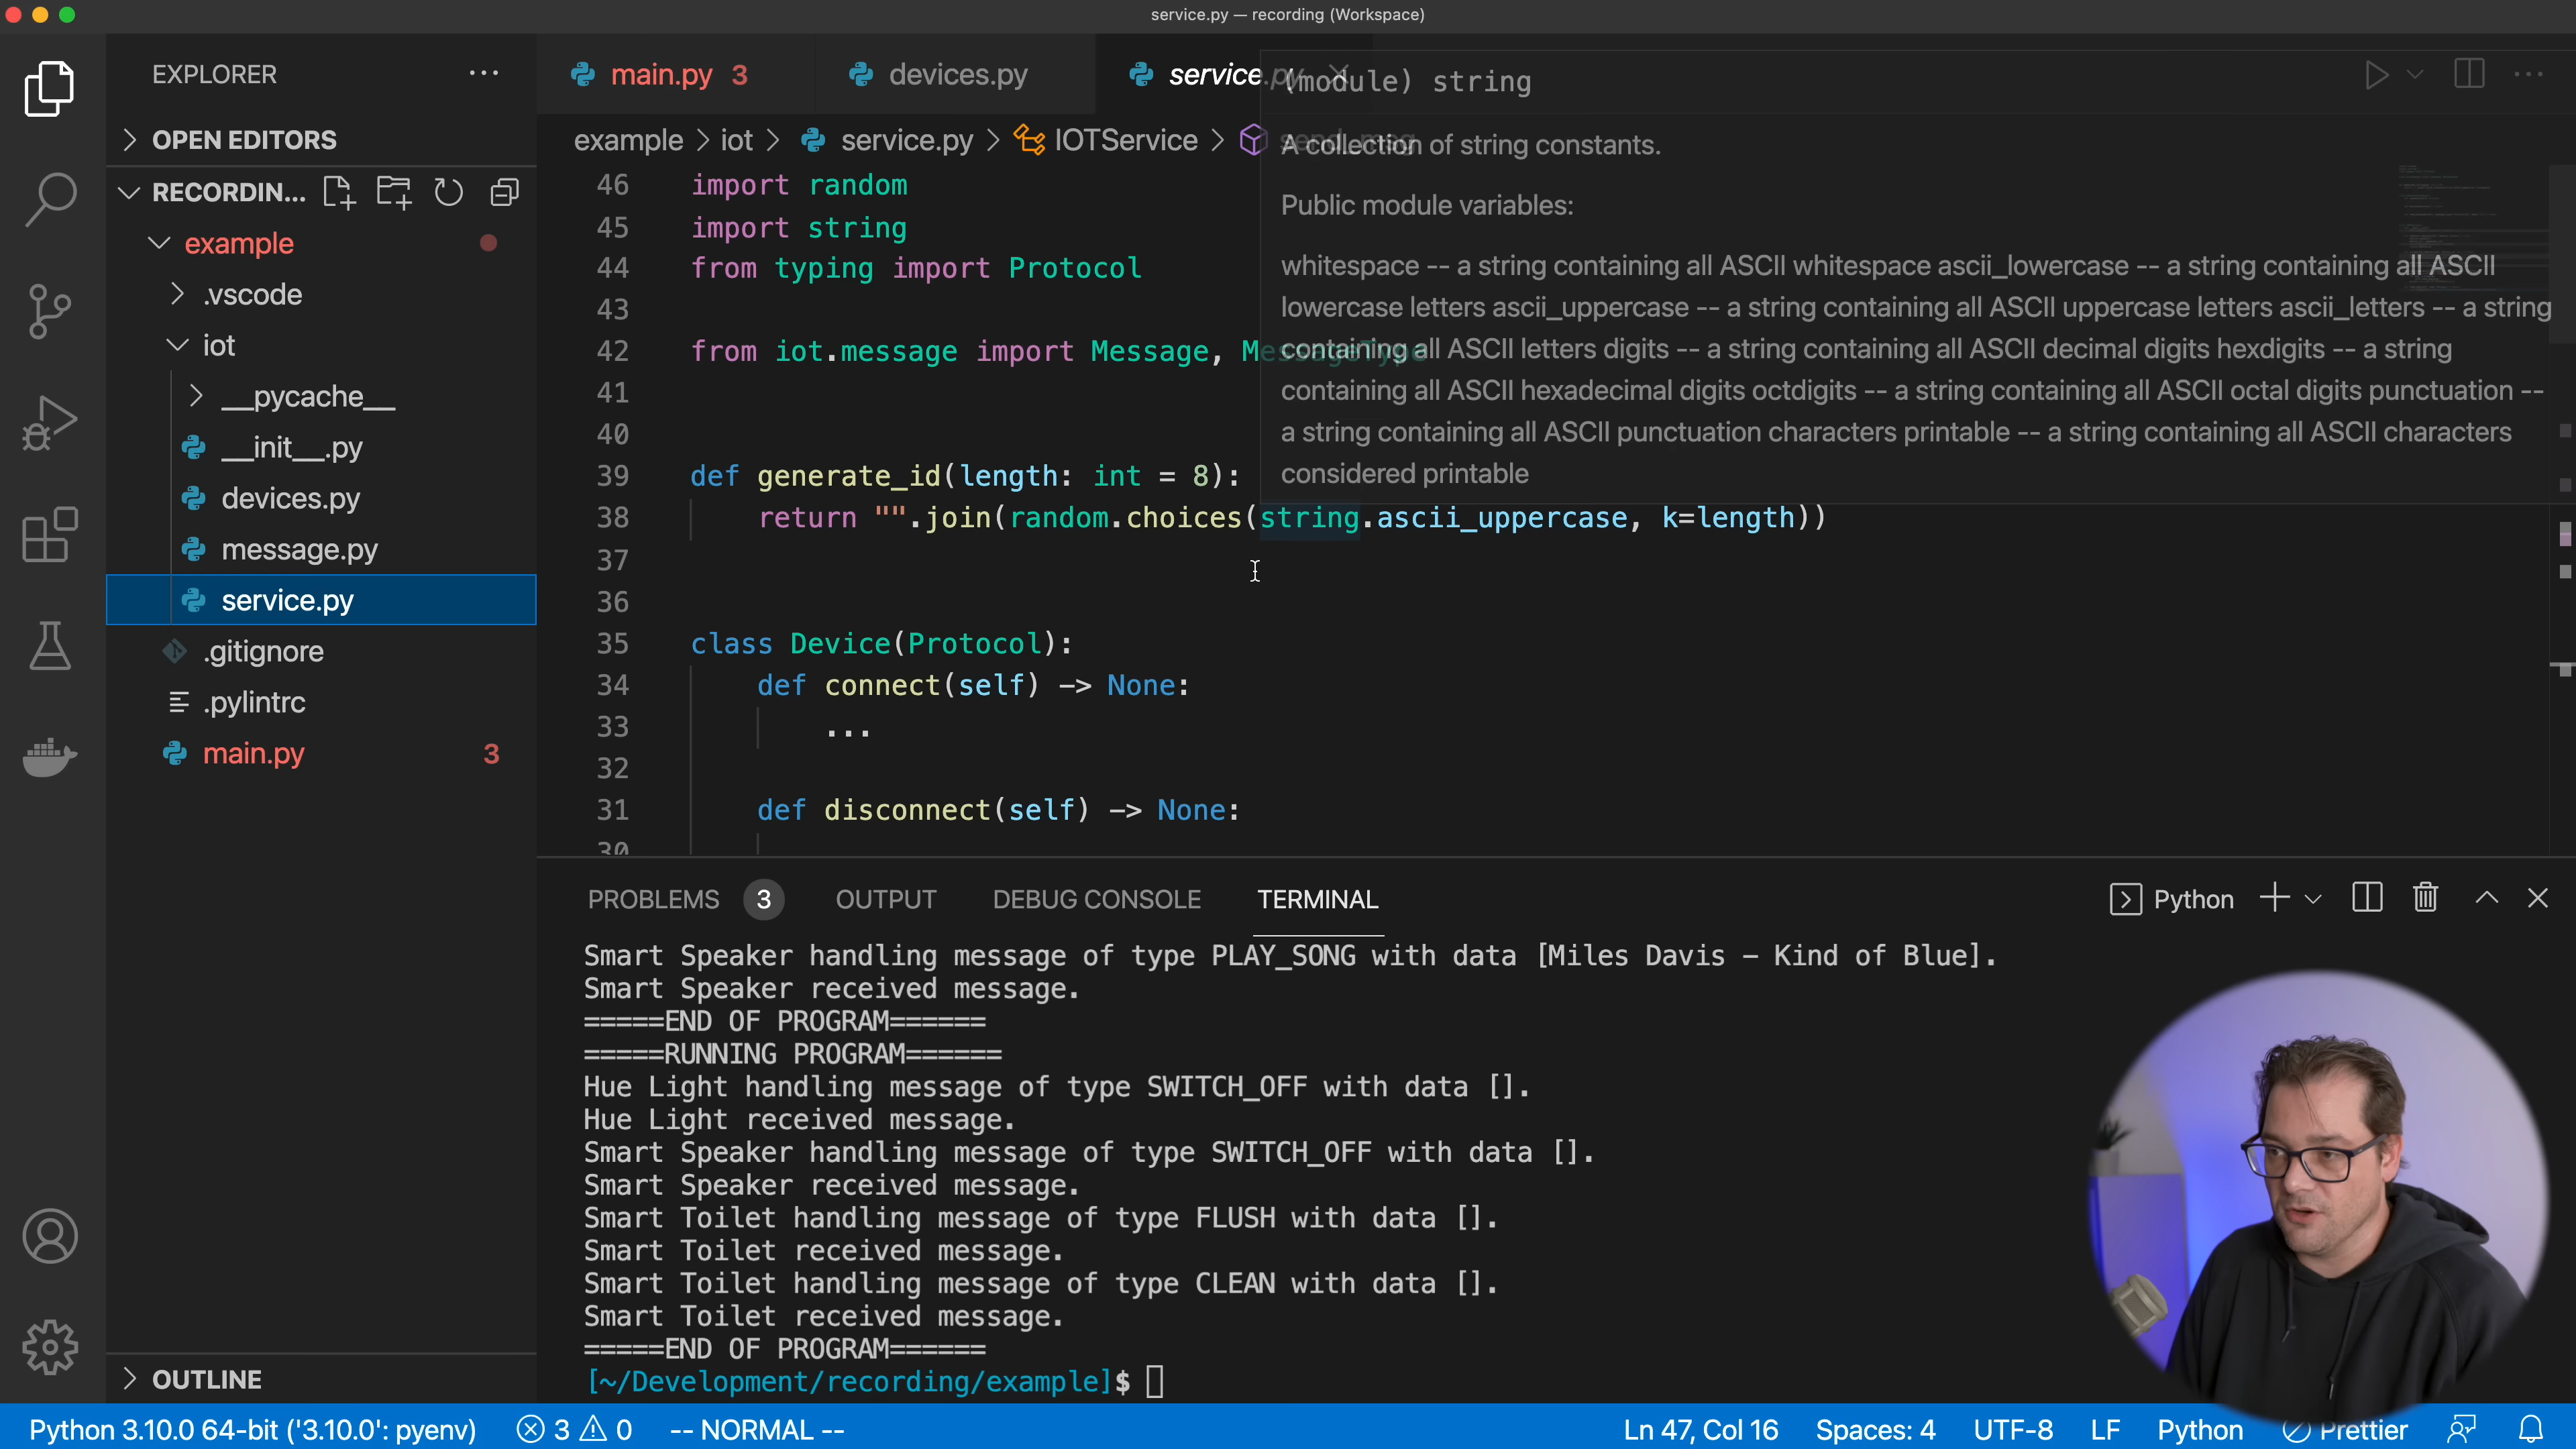 service.py — recording (Workspace)
EXPLORER
OPEN EDITORS
RECORDIN...
example
.vscode
iot
__pycache__
__init__.py
devices.py
message.py
service.py
.gitignore
.pylintrc
main.py 3
OUTLINE
main.py 3
devices.py
service.py
example > iot > service.py > IOTService > send_msg
(module) string
A collection of string constants.
Public module variables:
whitespace -- a string containing all ASCII whitespace ascii_lowercase -- a string containing all ASCII
lowercase letters ascii_uppercase -- a string containing all ASCII uppercase letters ascii_letters -- a string
containing all ASCII letters digits -- a string containing all ASCII decimal digits hexdigits -- a string
containing all ASCII hexadecimal digits octdigits -- a string containing all ASCII octal digits punctuation --
a string containing all ASCII punctuation characters printable -- a string containing all ASCII characters
considered printable
46 import random
45 import string
44 from typing import Protocol
43
42 from iot.message import Message, MessageType
41
40
39 def generate_id(length: int = 8):
38 return "".join(random.choices(string.ascii_uppercase, k=length))
37
36
35 class Device(Protocol):
34 def connect(self) -> None:
33 ...
32
31 def disconnect(self) -> None:
30
PROBLEMS 3 OUTPUT DEBUG CONSOLE TERMINAL
Python
Smart Speaker handling message of type PLAY_SONG with data [Miles Davis - Kind of Blue].
Smart Speaker received message.
=====END OF PROGRAM======
=====RUNNING PROGRAM======
Hue Light handling message of type SWITCH_OFF with data [].
Hue Light received message.
Smart Speaker handling message of type SWITCH_OFF with data [].
Smart Speaker received message.
Smart Toilet handling message of type FLUSH with data [].
Smart Toilet received message.
Smart Toilet handling message of type CLEAN with data [].
Smart Toilet received message.
=====END OF PROGRAM======
[~/Development/recording/example]$
Python 3.10.0 64-bit ('3.10.0': pyenv) 3 0 -- NORMAL -- Ln 47, Col 16 Spaces: 4 UTF-8 LF Python Prettier